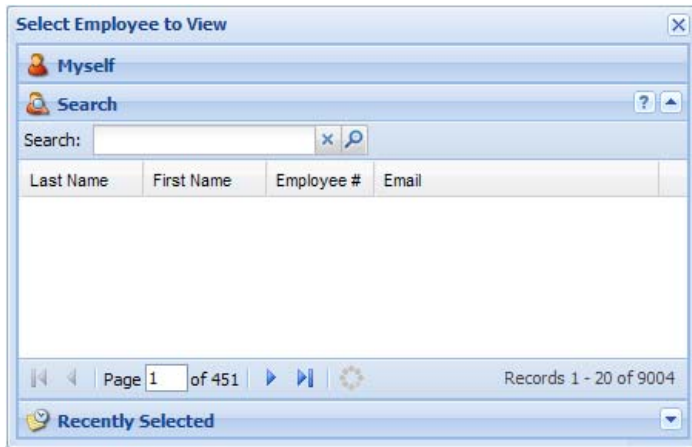 Select Employee to View
Myself
Search
Search:
Last Name First Name Employee # Email
Page 1 of 451 Records 1 - 20 of 9004
Recently Selected